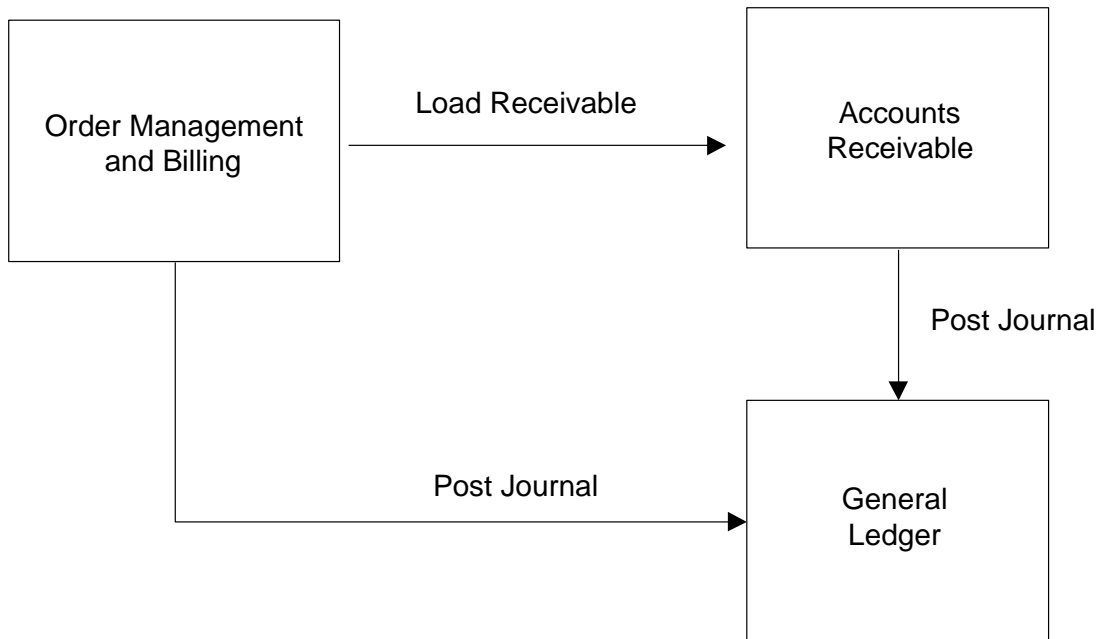 Order Management
and Billing
Load Receivable
Accounts
Receivable
Post Journal
Post Journal
General
Ledger